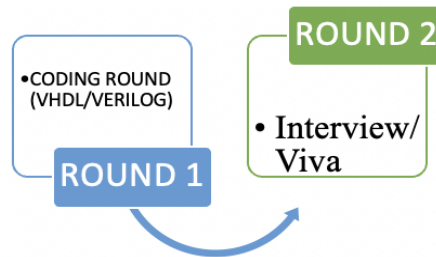 •CODING ROUND
(VHDL/VERILOG)
ROUND 1
ROUND 2
• Interview/
Viva